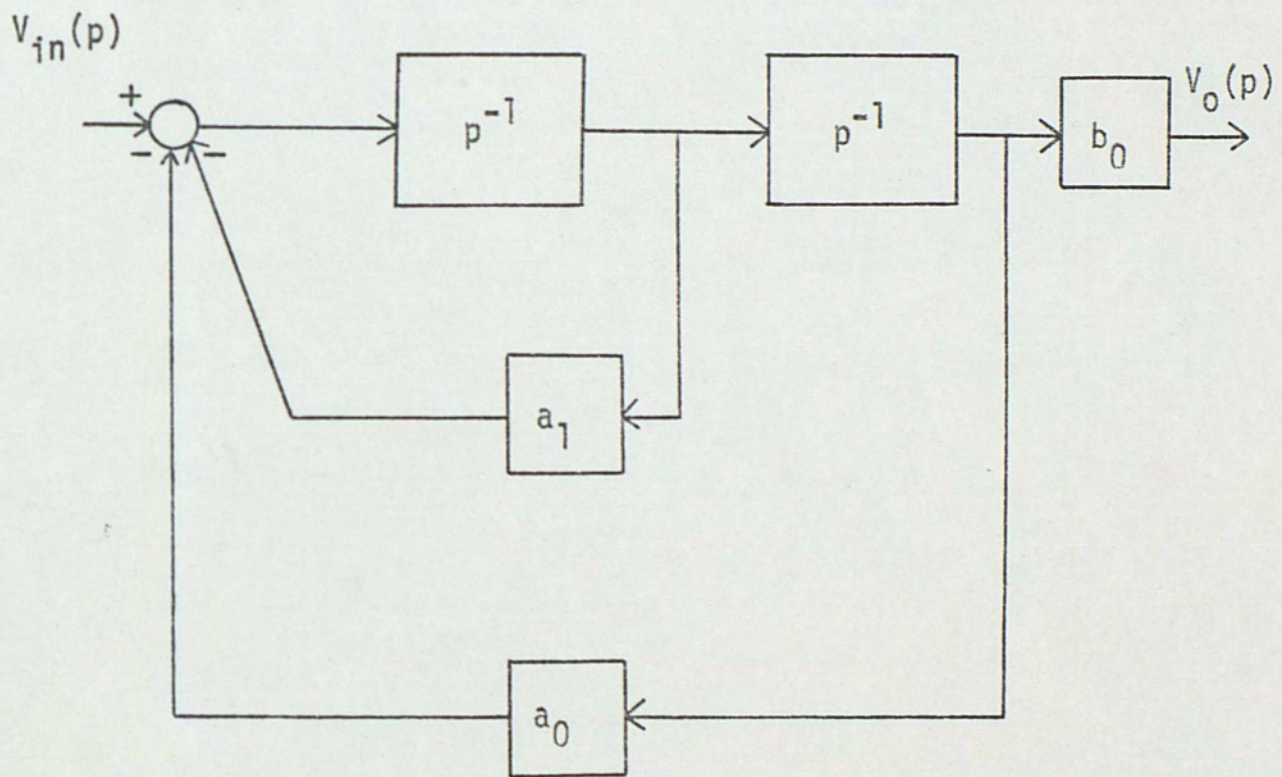 V_in(p)
+
-
-
p^-1
p^-1
b_0
V_o(p)
a_1
a_0